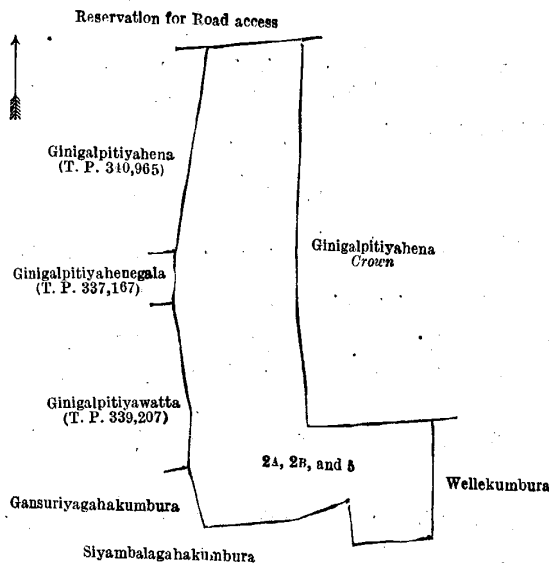 Reservation for Road access
Ginigalpitiyahena
(T. P. 340,965)
Ginigalpitiyahena
Crown
Ginigalpitiyahenegala
(T. P. 337,167)
Ginigalpitiyawatta
(T. P. 339,207)
2A, 2B, and 5
Wellekumbura
Gansuriyagahakumbura
Siyambalagahakumbura